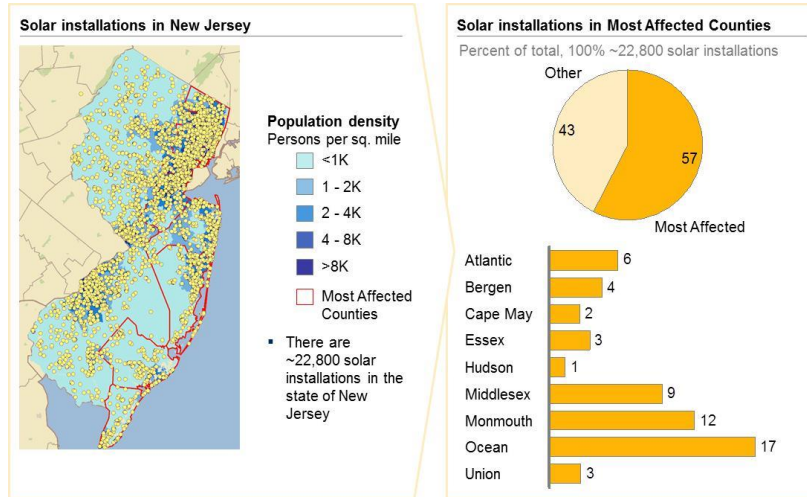 Solar installations in New Jersey
Population density
Persons per sq. mile
<1K
1 - 2K
2 - 4K
4 - 8K
>8K
Most Affected
Counties
▪ There are
~22,800 solar
installations in the
state of New
Jersey
Solar installations in Most Affected Counties
Percent of total, 100% ~22,800 solar installations
Other
43
57
Most Affected
Atlantic 6
Bergen 4
Cape May 2
Essex 3
Hudson 1
Middlesex 9
Monmouth 12
Ocean 17
Union 3